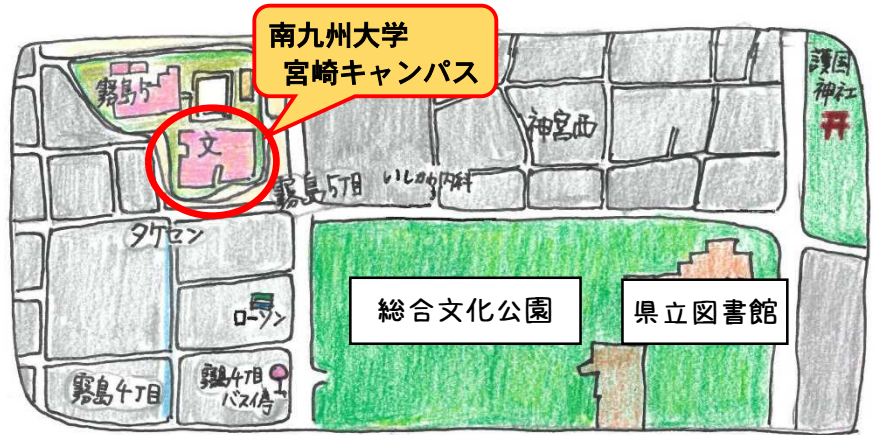 南九州大学
宮崎キャンパス
護国
神社
霧島5
文
神宮西
霧島5丁目
いしかわ内科
タケセン
総合文化公園
県立図書館
ローソン
霧島4丁目
霧島4丁目
バス停